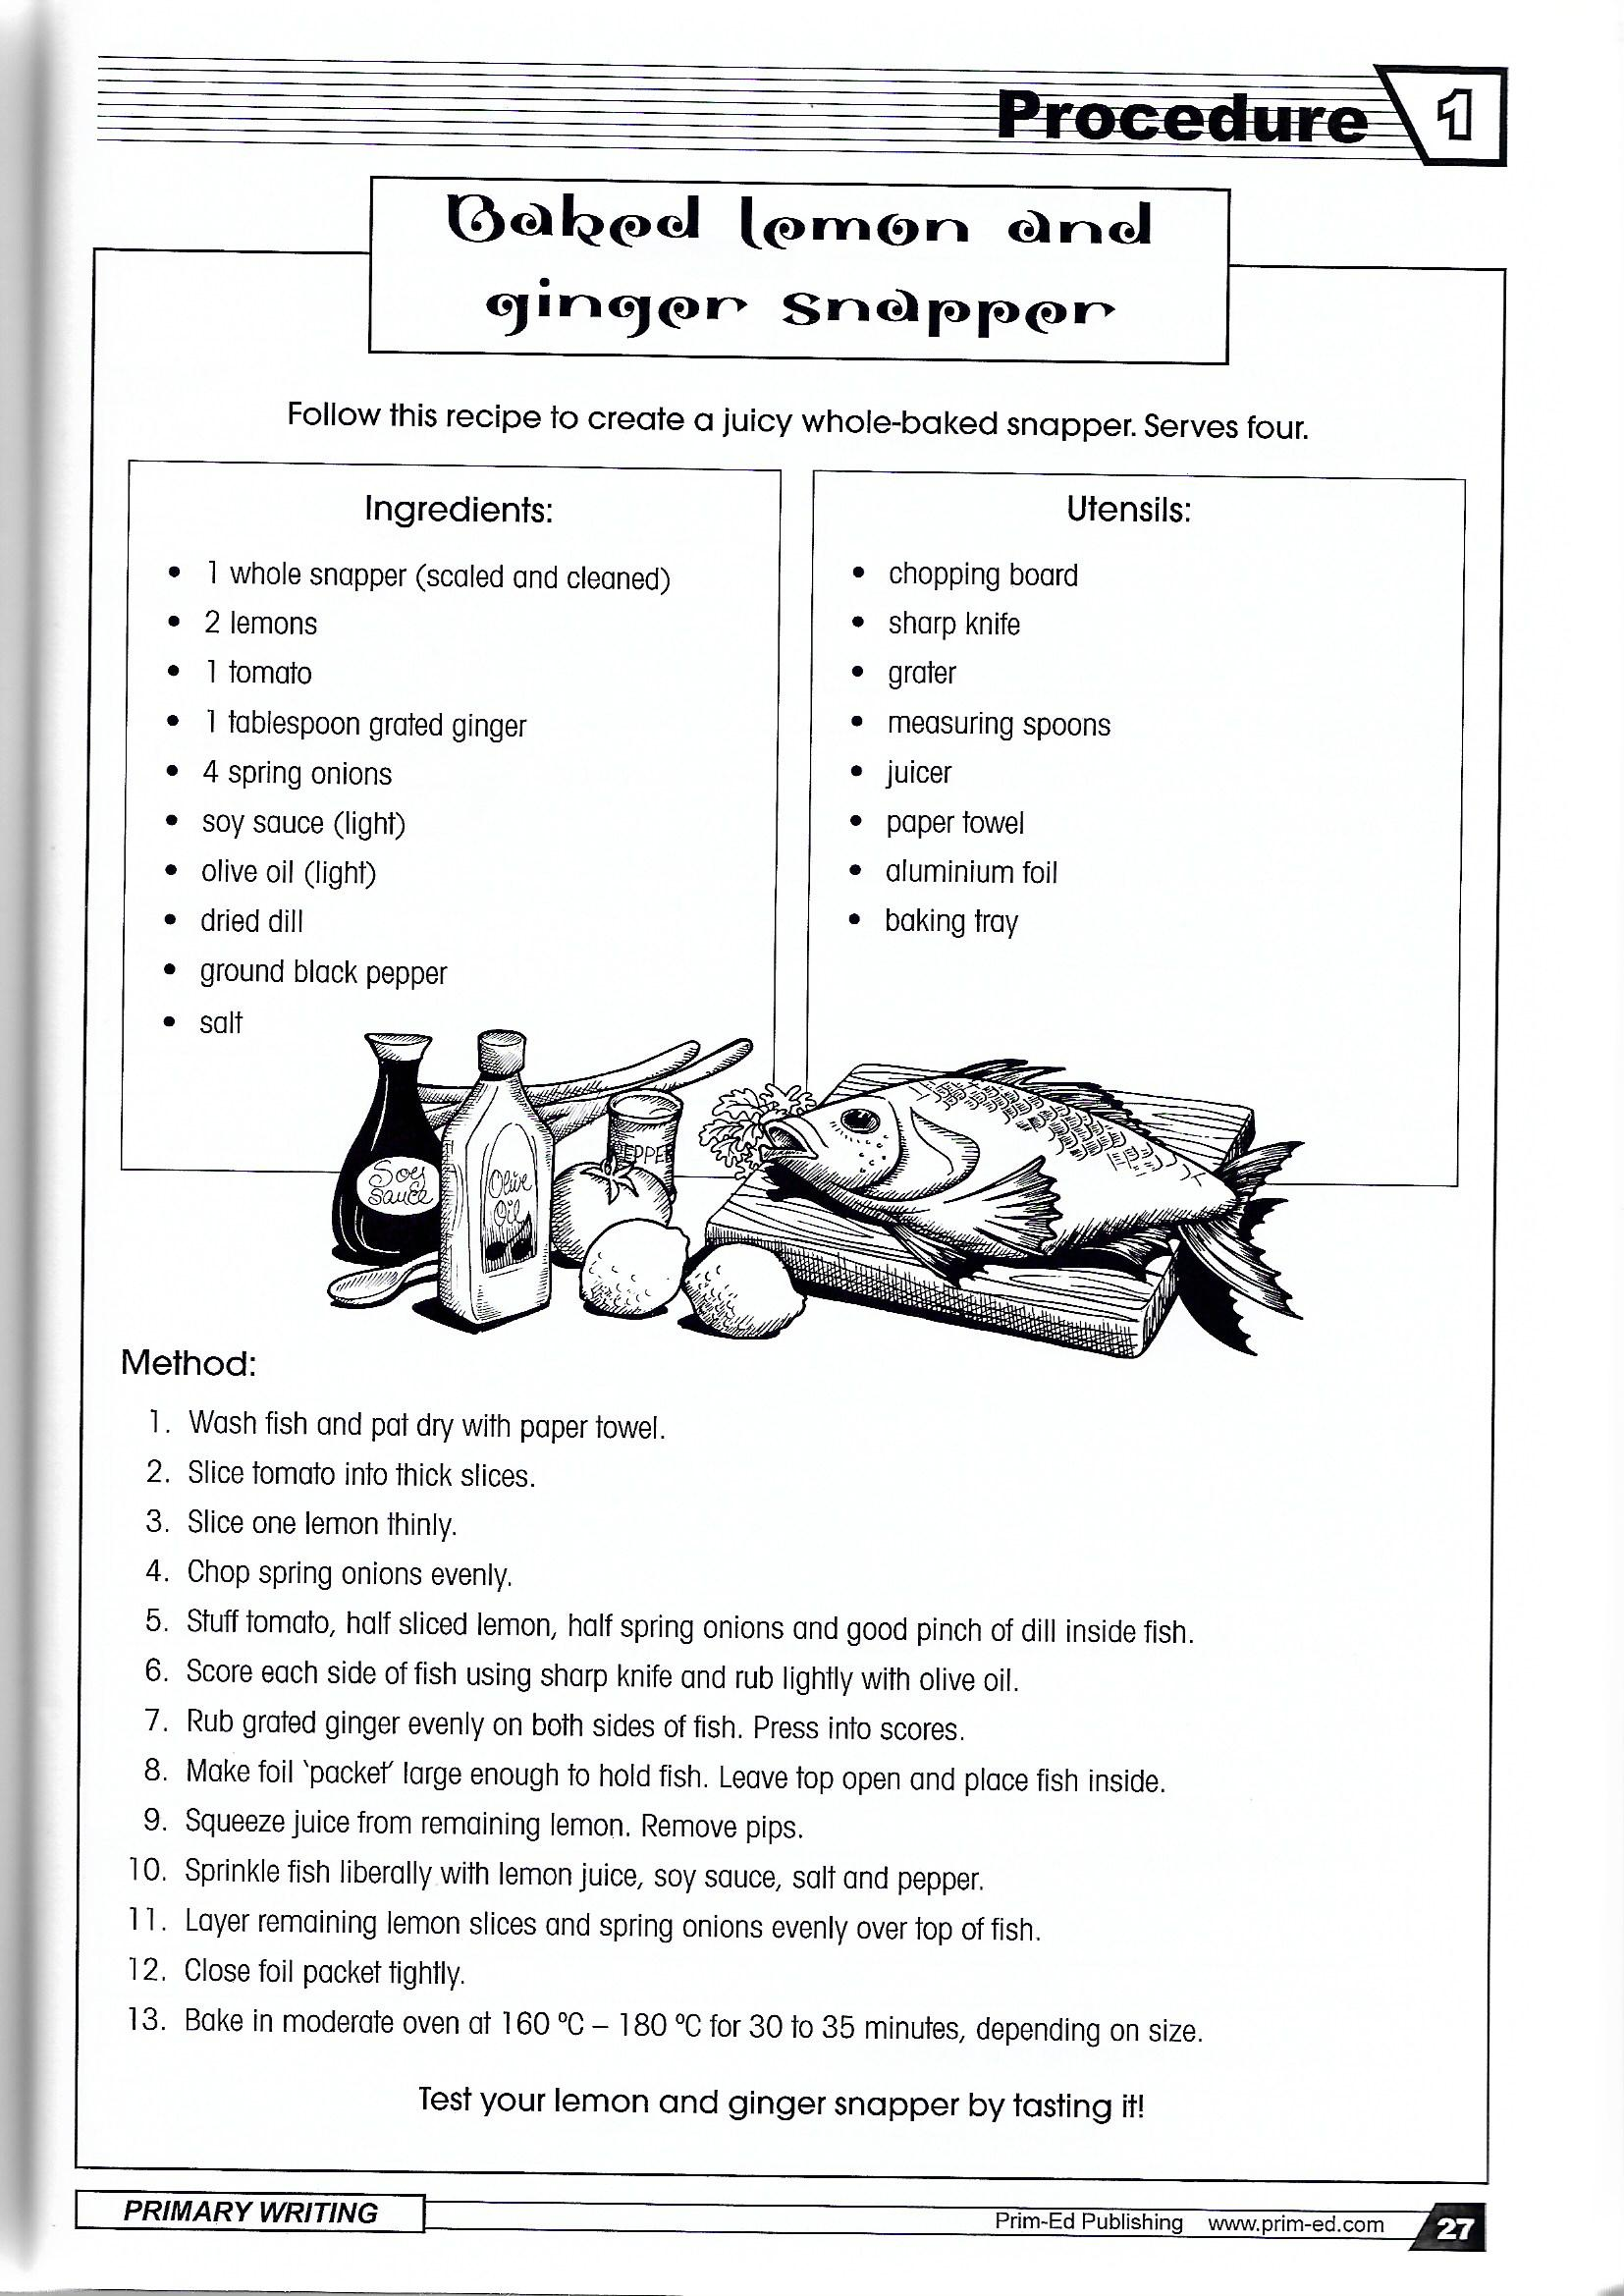 Procedure 1
Baked lemon and
ginger snapper
Follow this recipe to create a juicy whole-baked snapper. Serves four.
Ingredients:
• 1 whole snapper (scaled and cleaned)
• 2 lemons
• 1 tomato
• 1 tablespoon grated ginger
• 4 spring onions
• soy sauce (light)
• olive oil (light)
• dried dill
• ground black pepper
• salt
Utensils:
• chopping board
• sharp knife
• grater
• measuring spoons
• juicer
• paper towel
• aluminium foil
• baking tray
Soy
Sauce
Olive
Oil
PEPPER
Method:
1. Wash fish and pat dry with paper towel.
2. Slice tomato into thick slices.
3. Slice one lemon thinly.
4. Chop spring onions evenly.
5. Stuff tomato, half sliced lemon, half spring onions and good pinch of dill inside fish.
6. Score each side of fish using sharp knife and rub lightly with olive oil.
7. Rub grated ginger evenly on both sides of fish. Press into scores.
8. Make foil ‘packet’ large enough to hold fish. Leave top open and place fish inside.
9. Squeeze juice from remaining lemon. Remove pips.
10. Sprinkle fish liberally with lemon juice, soy sauce, salt and pepper.
11. Layer remaining lemon slices and spring onions evenly over top of fish.
12. Close foil packet tightly.
13. Bake in moderate oven at 160 ºC – 180 ºC for 30 to 35 minutes, depending on size.
Test your lemon and ginger snapper by tasting it!
PRIMARY WRITING
Prim-Ed Publishing www.prim-ed.com 27